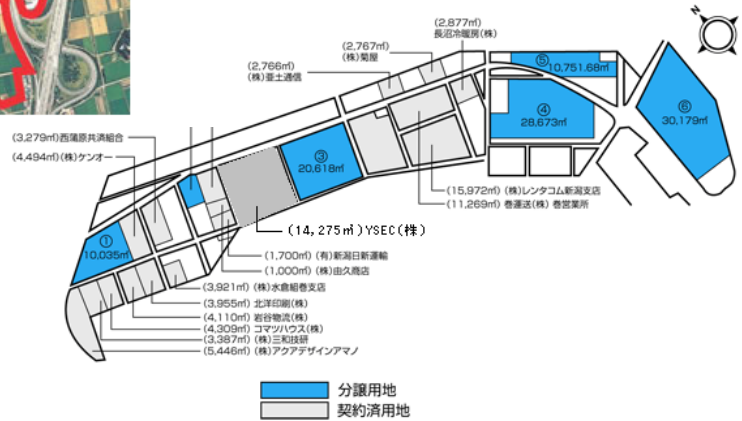 N
(2,877㎡)
長沼冷暖房(株)
(2,767㎡)
(株)菊屋
(2,766㎡)
(株)亜土通信
⑤
10,751.68㎡
④
28,673㎡
⑥
30,179㎡
(3,279㎡)西蒲原共済組合
(4,494㎡)(株)ケンオー
③
20,618㎡
(15,972㎡)(株)レンタコム新潟支店
(11,269㎡)巻運送(株)巻営業所
(14,275㎡)YSEC(株)
①
10,035㎡
(1,700㎡)(有)新潟日新運輸
(1,000㎡)(株)由久商店
(3,921㎡)(株)水倉組巻支店
(3,955㎡)北洋印刷(株)
(4,110㎡)岩谷物流(株)
(4,309㎡)コマツハウス(株)
(3,387㎡)(株)三和技研
(5,446㎡)(株)アクアデザインアマノ
分譲用地
契約済用地